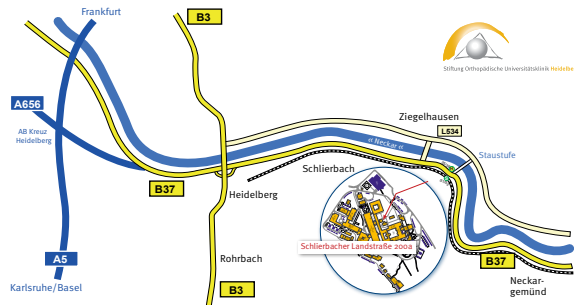 Frankfurt
B3
Stiftung Orthopädische Universitätsklinik Heidelbe
A656
Ziegelhausen
L534
AB Kreuz
Heidelberg
« Neckar «
Staustufe
Schlierbach
B37
Heidelberg
Schlierbacher Landstraße 200a
Rohrbach
A5
B37
Karlsruhe/Basel
B3
Neckar-
gemünd